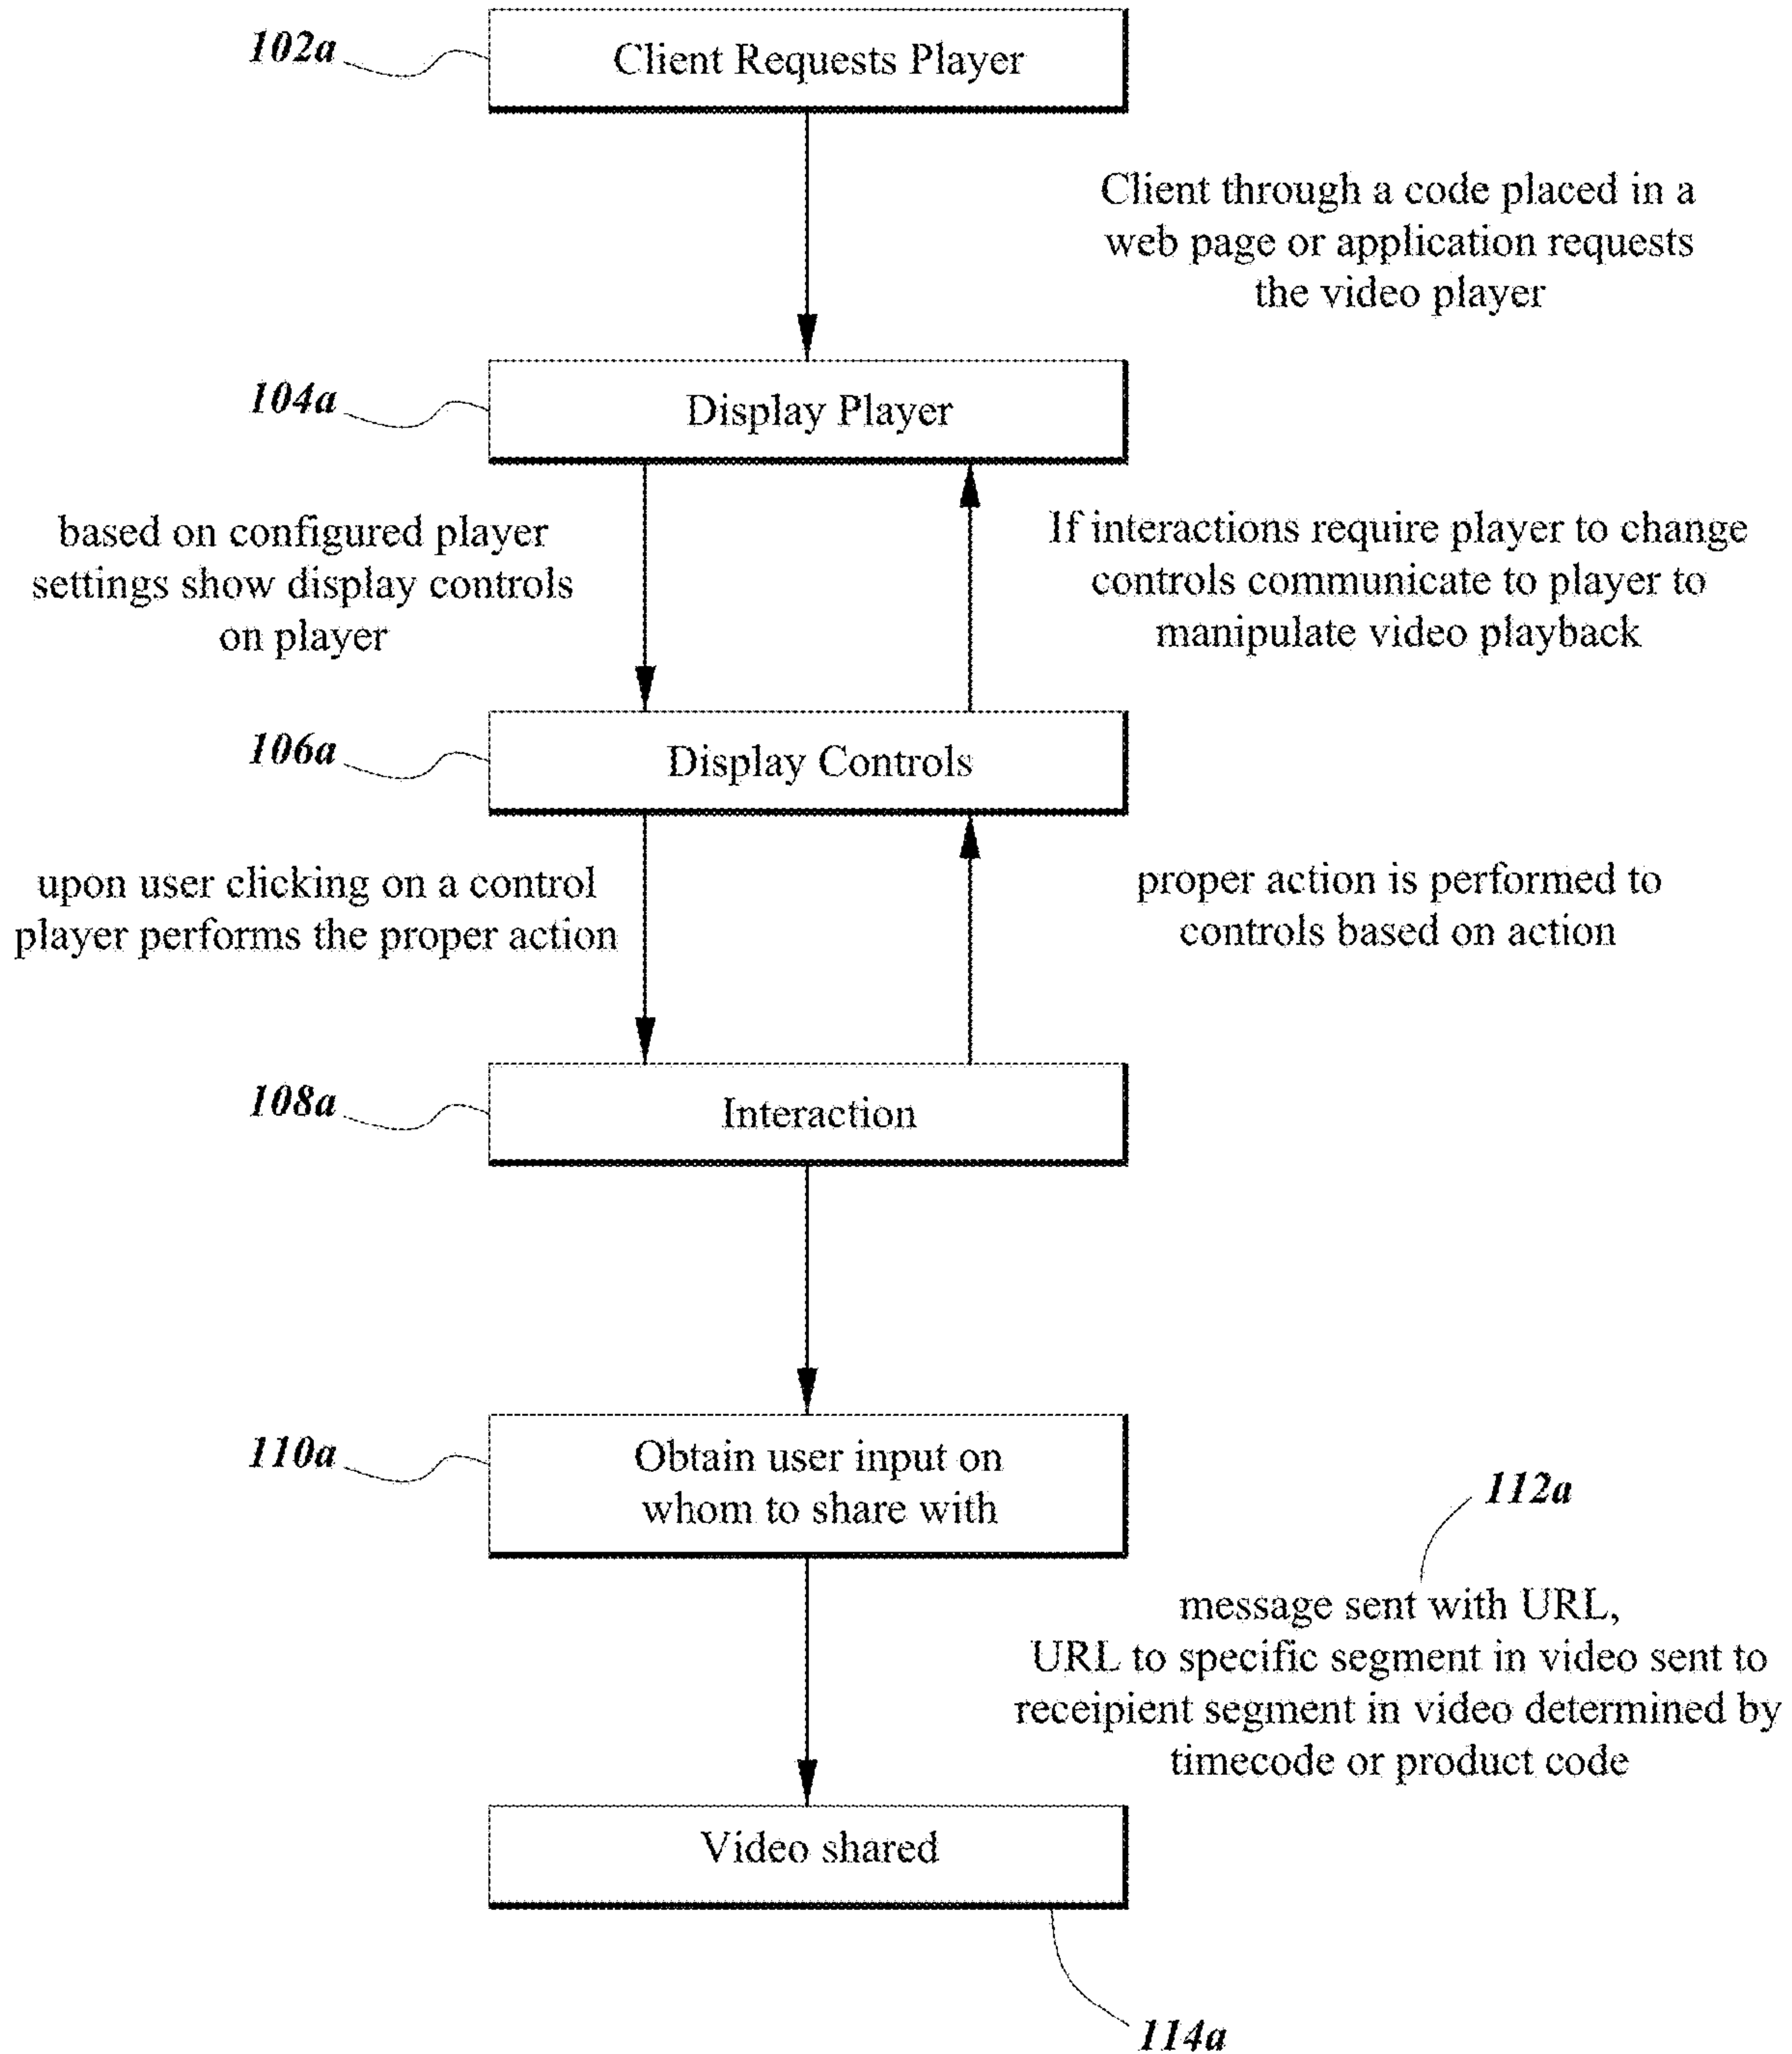 102a
Client Requests Player
Client through a code placed in a
web page or application requests
the video player
104a
Display Player
based on configured player
settings show display controls
on player
If interactions require player to change
controls communicate to player to
manipulate video playback
106a
Display Controls
upon user clicking on a control
player performs the proper action
proper action is performed to
controls based on action
108a
Interaction
110a
Obtain user input on
whom to share with
112a
message sent with URL,
URL to specific segment in video sent to
receipient segment in video determined by
timecode or product code
Video shared
114a